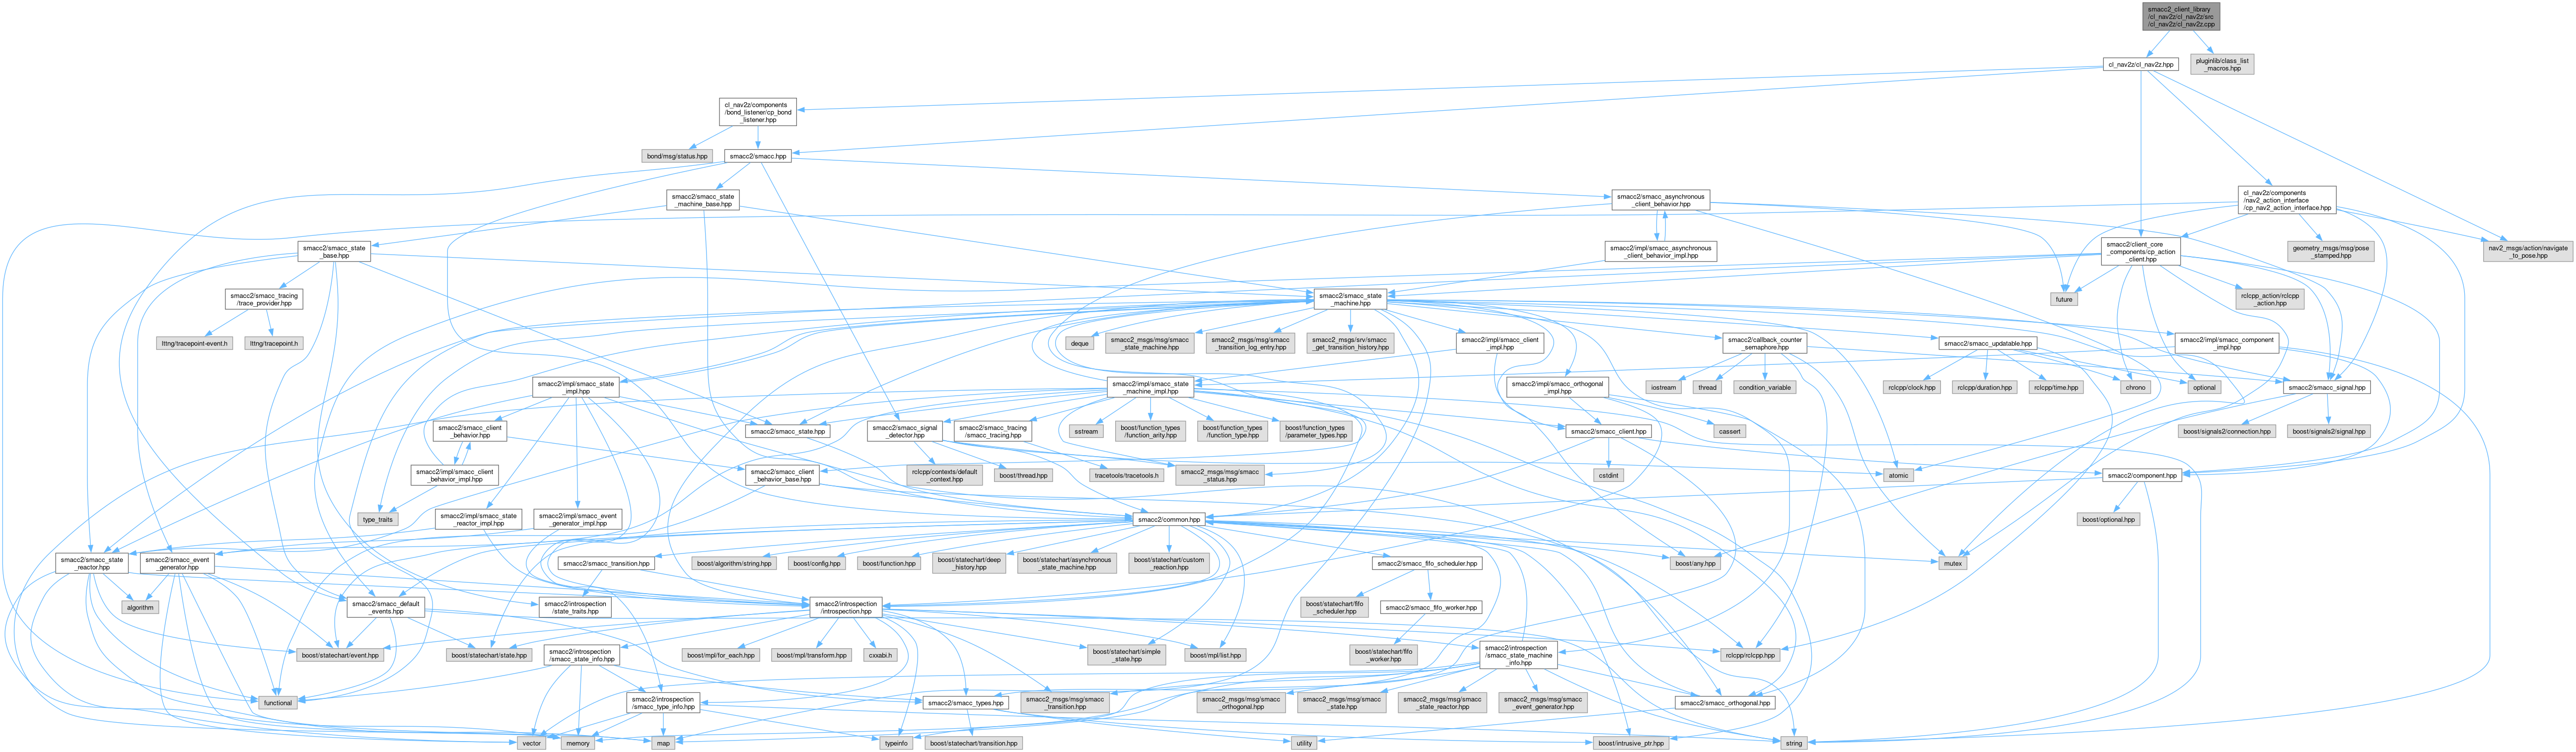 smacc2_client_library
/cl_nav2z/cl_nav2z/src
/cl_nav2z/cl_nav2z.cpp
cl_nav2z/cl_nav2z.hpp
pluginlib/class_list
_macros.hpp
cl_nav2z/components
/bond_listener/cp_bond
_listener.hpp
bond/msg/status.hpp
smacc2/smacc.hpp
smacc2/smacc_state
_machine_base.hpp
smacc2/smacc_asynchronous
_client_behavior.hpp
cl_nav2z/components
/nav2_action_interface
/cp_nav2_action_interface.hpp
smacc2/smacc_state
_base.hpp
smacc2/impl/smacc_asynchronous
_client_behavior_impl.hpp
smacc2/client_core
_components/cp_action
_client.hpp
geometry_msgs/msg/pose
_stamped.hpp
nav2_msgs/action/navigate
_to_pose.hpp
smacc2/smacc_tracing
/trace_provider.hpp
smacc2/smacc_state
_machine.hpp
future
rclcpp_action/rclcpp
_action.hpp
lttng/tracepoint-event.h
lttng/tracepoint.h
deque
smacc2_msgs/msg/smacc
_state_machine.hpp
smacc2_msgs/msg/smacc
_transition_log_entry.hpp
smacc2_msgs/srv/smacc
_get_transition_history.hpp
smacc2/impl/smacc_client
_impl.hpp
smacc2/callback_counter
_semaphore.hpp
smacc2/smacc_updatable.hpp
smacc2/impl/smacc_component
_impl.hpp
smacc2/impl/smacc_state
_impl.hpp
smacc2/impl/smacc_state
_machine_impl.hpp
smacc2/impl/smacc_orthogonal
_impl.hpp
iostream
thread
condition_variable
rclcpp/clock.hpp
rclcpp/duration.hpp
rclcpp/time.hpp
chrono
optional
smacc2/smacc_signal.hpp
smacc2/smacc_client
_behavior.hpp
smacc2/smacc_state.hpp
smacc2/smacc_signal
_detector.hpp
smacc2/smacc_tracing
/smacc_tracing.hpp
sstream
boost/function_types
/function_arity.hpp
boost/function_types
/function_type.hpp
boost/function_types
/parameter_types.hpp
smacc2/smacc_client.hpp
cassert
boost/signals2/connection.hpp
boost/signals2/signal.hpp
smacc2/impl/smacc_client
_behavior_impl.hpp
smacc2/smacc_client
_behavior_base.hpp
rclcpp/contexts/default
_context.hpp
boost/thread.hpp
tracetools/tracetools.h
smacc2_msgs/msg/smacc
_status.hpp
cstdint
atomic
smacc2/component.hpp
type_traits
smacc2/impl/smacc_state
_reactor_impl.hpp
smacc2/impl/smacc_event
_generator_impl.hpp
smacc2/common.hpp
boost/optional.hpp
smacc2/smacc_state
_reactor.hpp
smacc2/smacc_event
_generator.hpp
smacc2/smacc_transition.hpp
boost/algorithm/string.hpp
boost/config.hpp
boost/function.hpp
boost/statechart/deep
_history.hpp
boost/statechart/asynchronous
_state_machine.hpp
boost/statechart/custom
_reaction.hpp
smacc2/smacc_fifo_scheduler.hpp
boost/any.hpp
mutex
algorithm
smacc2/smacc_default
_events.hpp
smacc2/introspection
/state_traits.hpp
smacc2/introspection
/introspection.hpp
boost/statechart/fifo
_scheduler.hpp
smacc2/smacc_fifo_worker.hpp
boost/statechart/event.hpp
boost/statechart/state.hpp
smacc2/introspection
/smacc_state_info.hpp
boost/mpl/for_each.hpp
boost/mpl/transform.hpp
cxxabi.h
boost/statechart/simple
_state.hpp
boost/mpl/list.hpp
boost/statechart/fifo
_worker.hpp
smacc2/introspection
/smacc_state_machine
_info.hpp
rclcpp/rclcpp.hpp
functional
smacc2/introspection
/smacc_type_info.hpp
smacc2/smacc_types.hpp
smacc2_msgs/msg/smacc
_transition.hpp
smacc2_msgs/msg/smacc
_orthogonal.hpp
smacc2_msgs/msg/smacc
_state.hpp
smacc2_msgs/msg/smacc
_state_reactor.hpp
smacc2_msgs/msg/smacc
_event_generator.hpp
smacc2/smacc_orthogonal.hpp
vector
memory
map
typeinfo
boost/statechart/transition.hpp
utility
boost/intrusive_ptr.hpp
string